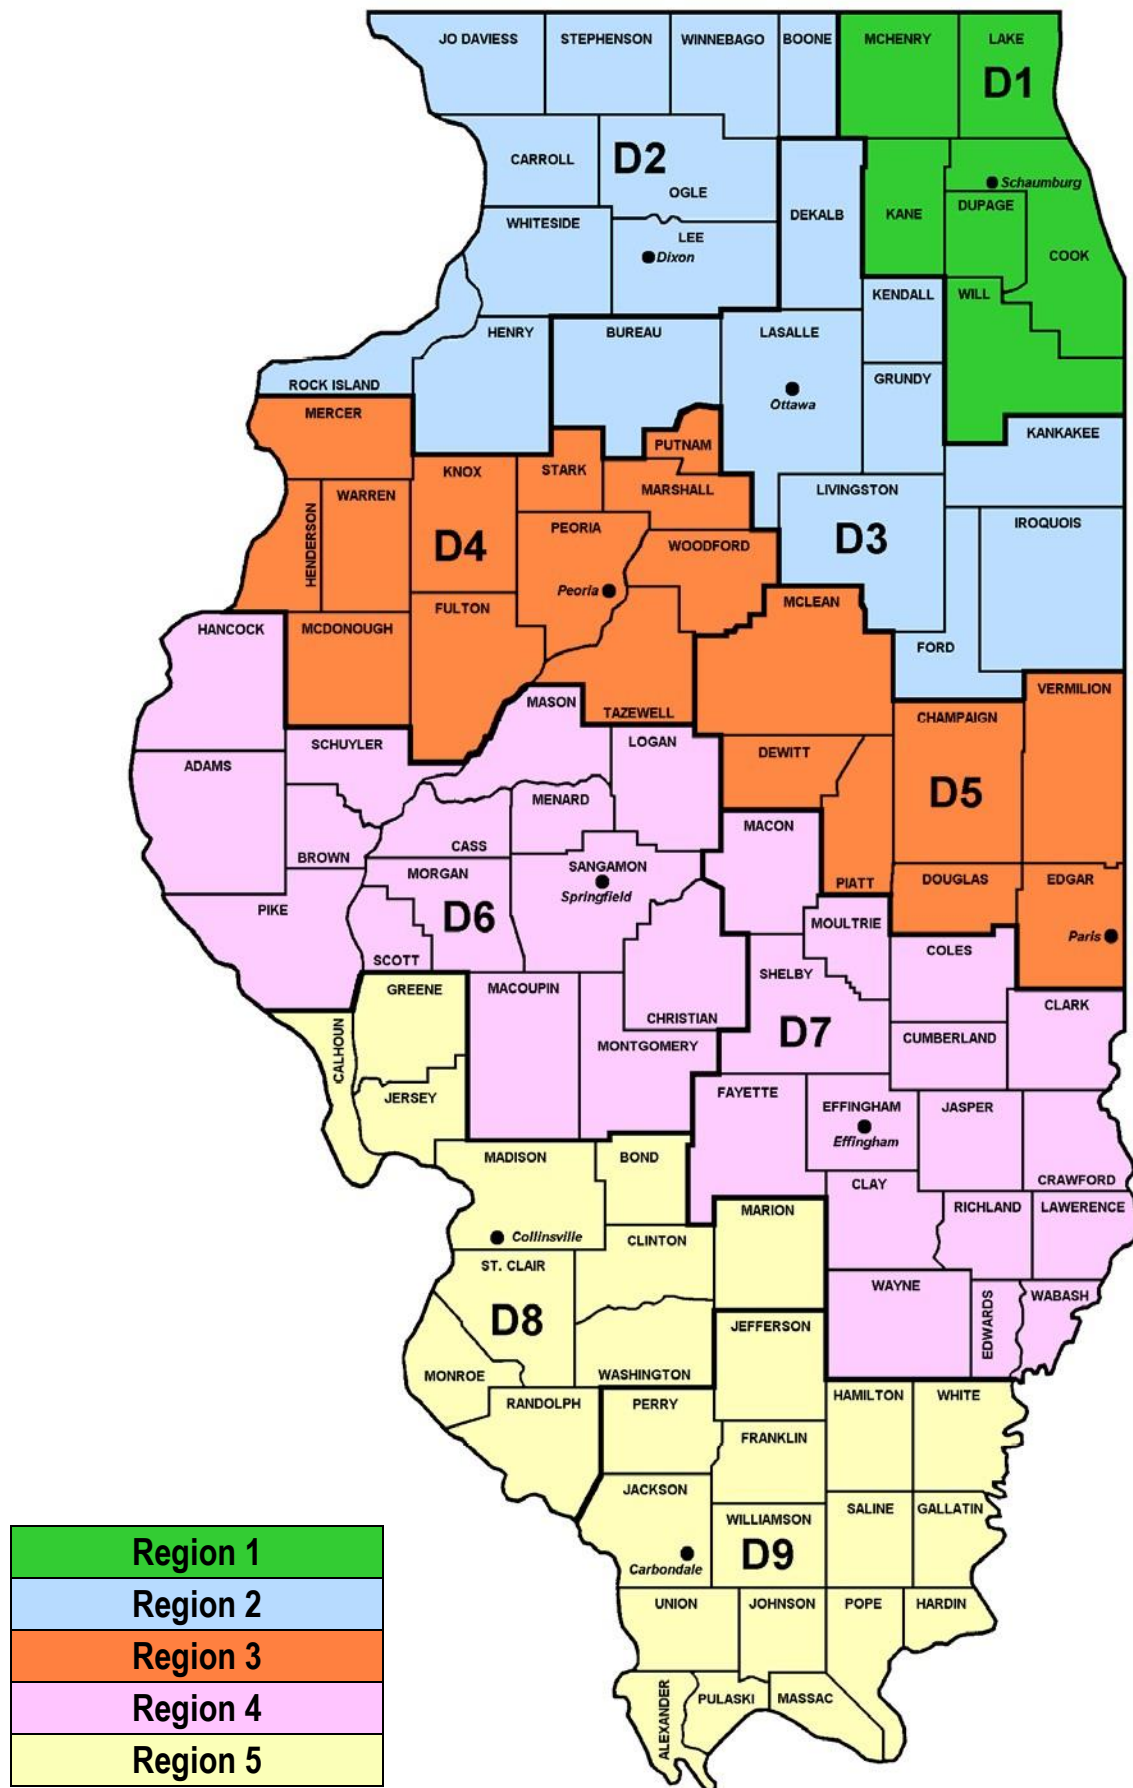 JO DAVIESS
STEPHENSON
WINNEBAGO
BOONE
MCHENRY
LAKE
D1
CARROLL
D2
OGLE
DEKALB
KANE
Schaumburg
DUPAGE
COOK
WHITESIDE
LEE
Dixon
KENDALL
WILL
HENRY
BUREAU
LASALLE
GRUNDY
Ottawa
ROCK ISLAND
MERCER
KANKAKEE
PUTNAM
KNOX
STARK
MARSHALL
LIVINGSTON
IROQUOIS
WARREN
HENDERSON
D4
PEORIA
WOODFORD
D3
Peoria
FULTON
MCLEAN
HANCOCK
MCDONOUGH
FORD
VERMILION
MASON
TAZEWELL
CHAMPAIGN
SCHUYLER
LOGAN
DEWITT
ADAMS
D5
MENARD
MACON
BROWN
CASS
MORGAN
SANGAMON
Springfield
PIATT
DOUGLAS
EDGAR
PIKE
D6
MOULTRIE
Paris
SCOTT
COLES
GREENE
MACOUPIN
SHELBY
CLARK
CHRISTIAN
CALHOUN
MONTGOMERY
D7
CUMBERLAND
JERSEY
FAYETTE
EFFINGHAM
Effingham
JASPER
MADISON
BOND
CLAY
CRAWFORD
MARION
RICHLAND
LAWERENCE
Collinsville
CLINTON
ST. CLAIR
WAYNE
EDWARDS
WABASH
D8
JEFFERSON
MONROE
WASHINGTON
RANDOLPH
PERRY
HAMILTON
WHITE
FRANKLIN
JACKSON
WILLIAMSON
SALINE
GALLATIN
D9
Carbondale
UNION
JOHNSON
POPE
HARDIN
ALEXANDER
PULASKI
MASSAC
Region 1
Region 2
Region 3
Region 4
Region 5